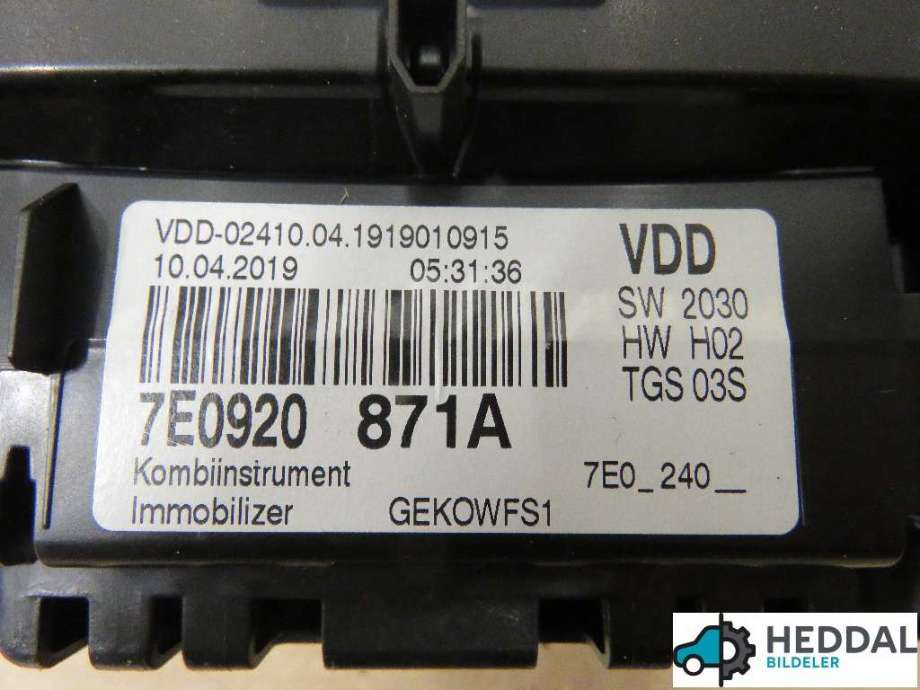 VDD-02410.04.1919010915
10.04.2019 05:31:36
VDD
SW 2030
HW H02
TGS 03S
7E0920 871A
Kombiinstrument 7E0_240__
Immobilizer GEKOWFS1
HEDDAL
BILDELER